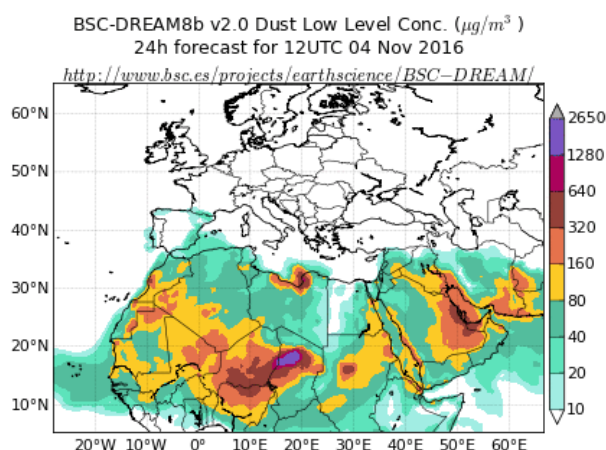 BSC-DREAM8b v2.0 Dust Low Level Conc. (μg/m³ )
24h forecast for 12UTC 04 Nov 2016
http://www.bsc.es/projects/earthscience/BSC−DREAM/
60°N
50°N
40°N
30°N
20°N
10°N
20°W 10°W 0° 10°E 20°E 30°E 40°E 50°E 60°E
2650
1280
640
320
160
80
40
20
10